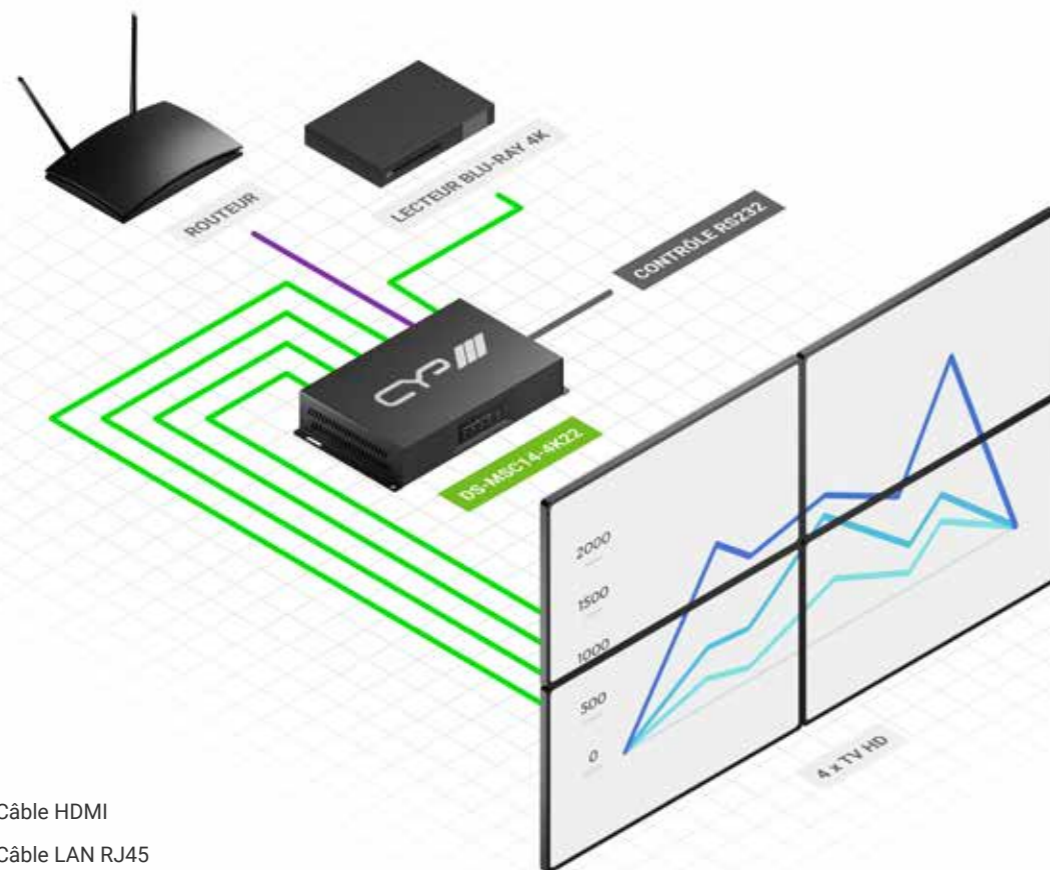 ROUTEUR
LECTEUR BLU-RAY 4K
CONTRÔLE RS232
CYP
DS-MSC14-4K22
2000
1500
1000
500
0
4 x TV HD
Câble HDMI
Câble LAN RJ45